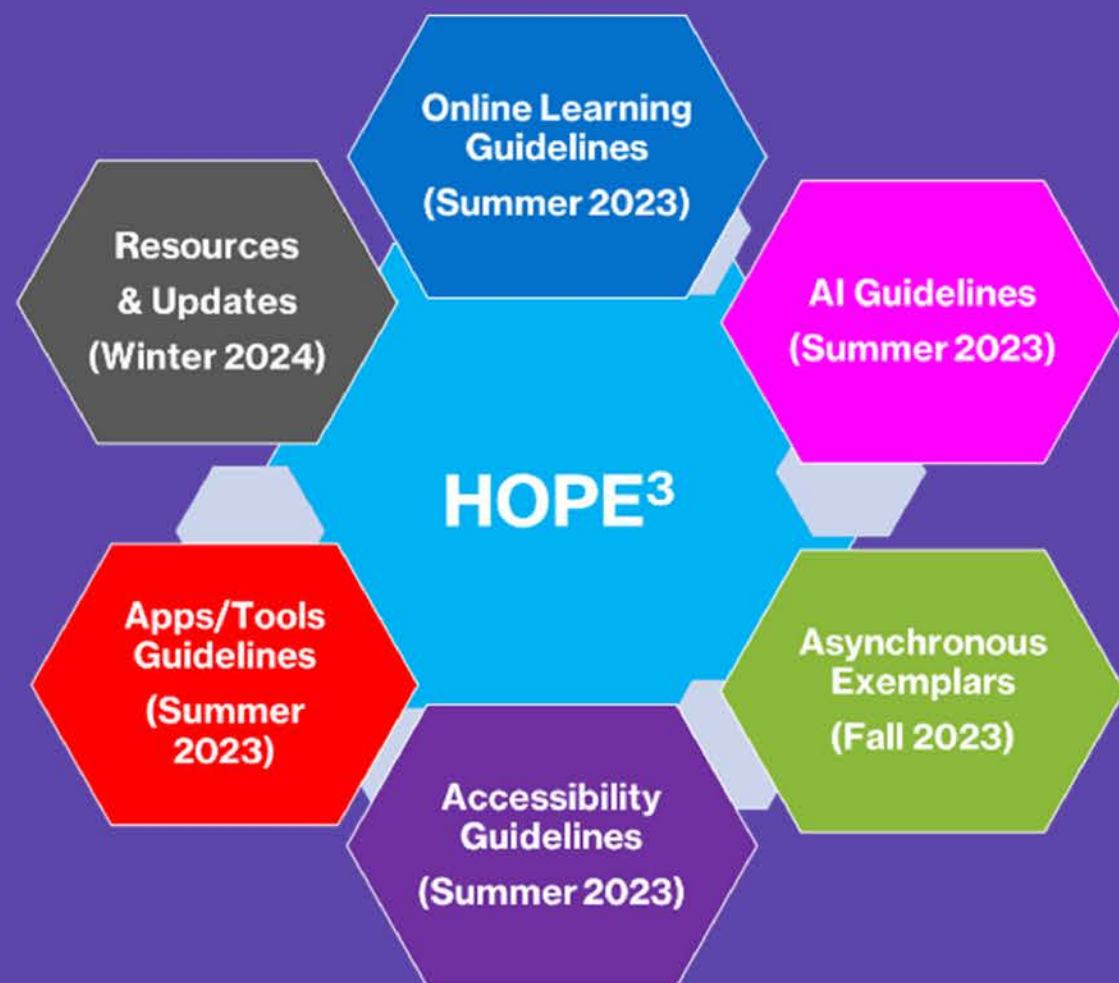 Online Learning
Guidelines
(Summer 2023)
Resources
& Updates
(Winter 2024)
AI Guidelines
(Summer 2023)
HOPE³
Apps/Tools
Guidelines
(Summer
2023)
Asynchronous
Exemplars
(Fall 2023)
Accessibility
Guidelines
(Summer 2023)